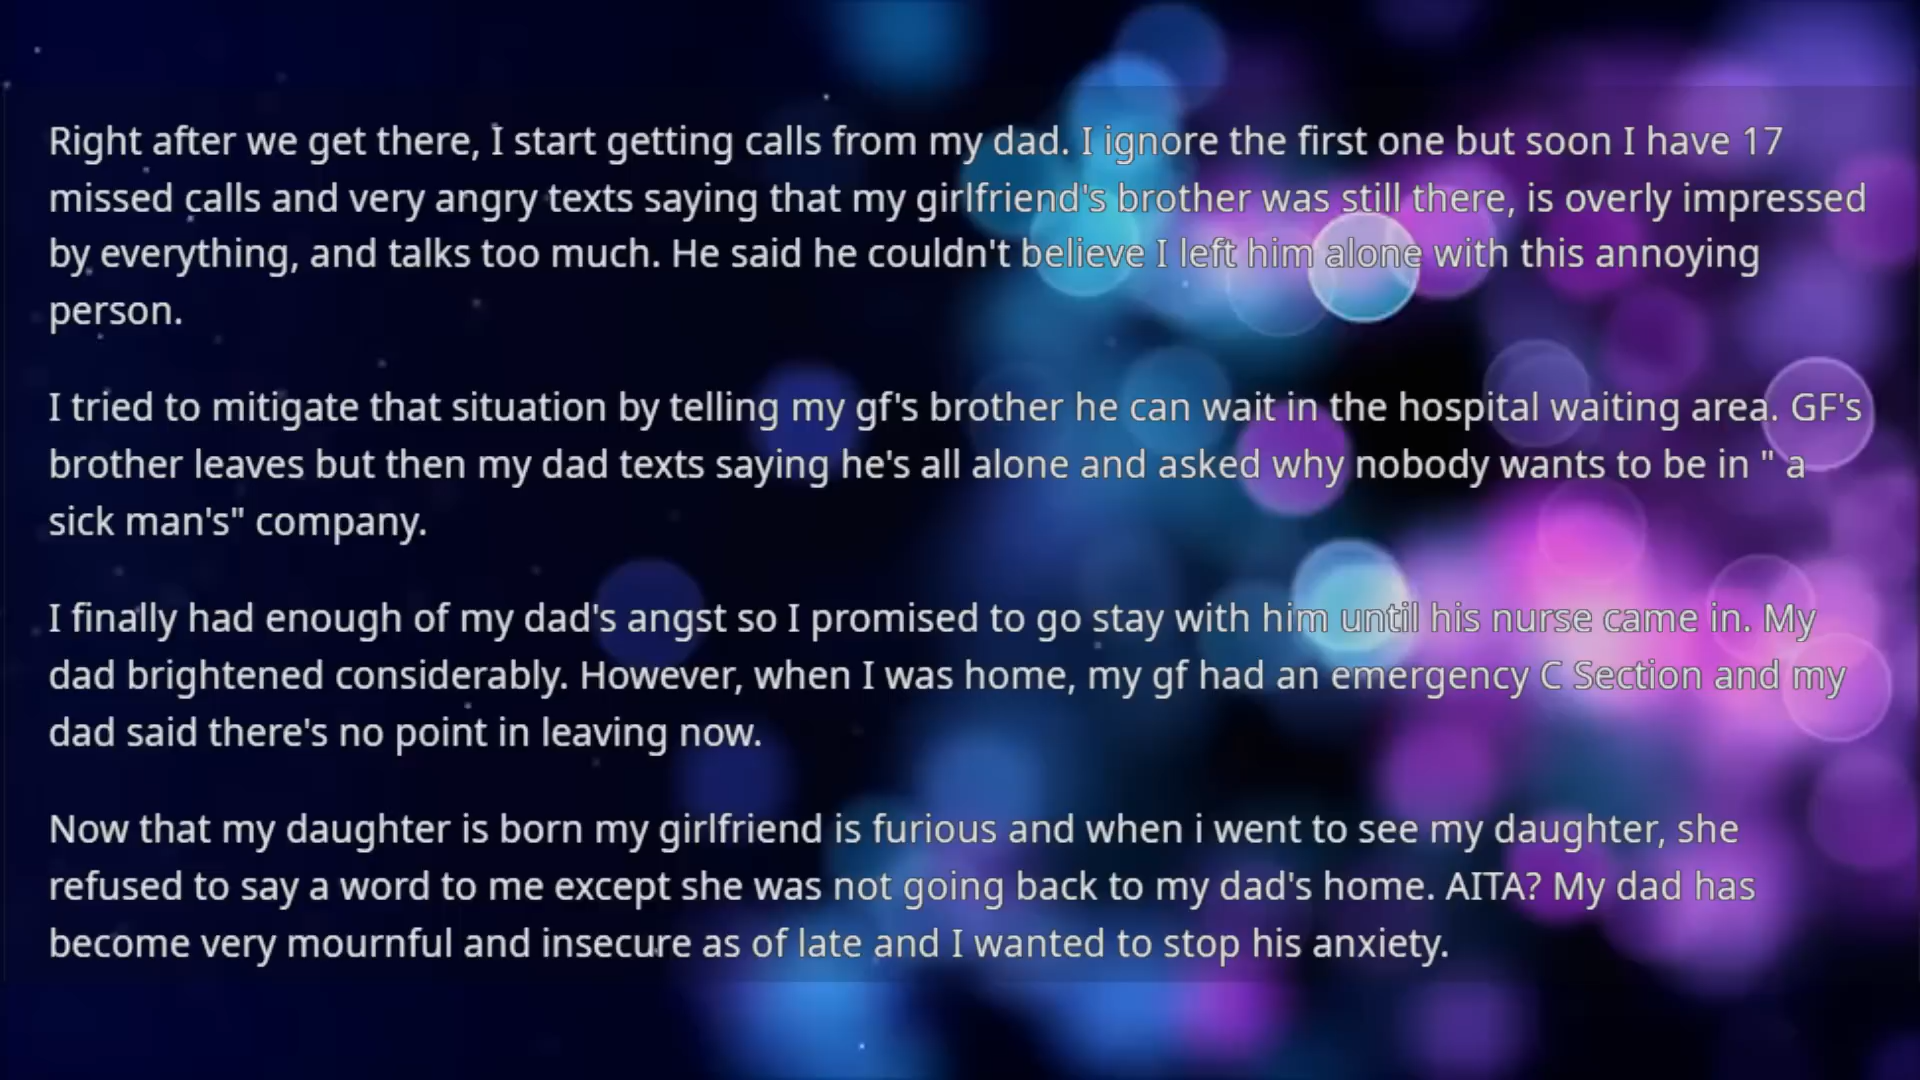 Right after we get there, I start getting calls from my dad. I ignore the first one but soon I have 17
missed calls and very angry texts saying that my girlfriend's brother was still there, is overly impressed
by everything, and talks too much. He said he couldn't believe I left him alone with this annoying
person.
I tried to mitigate that situation by telling my gf's brother he can wait in the hospital waiting area. GF's
brother leaves but then my dad texts saying he's all alone and asked why nobody wants to be in " a
sick man's" company.
I finally had enough of my dad's angst so I promised to go stay with him until his nurse came in. My
dad brightened considerably. However, when I was home, my gf had an emergency C Section and my
dad said there's no point in leaving now.
Now that my daughter is born my girlfriend is furious and when i went to see my daughter, she
refused to say a word to me except she was not going back to my dad's home. AITA? My dad has
become very mournful and insecure as of late and I wanted to stop his anxiety.